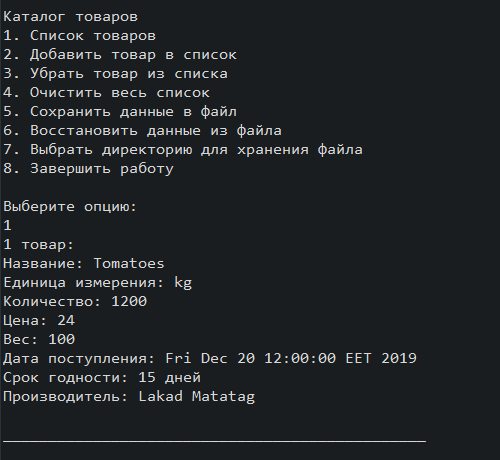 Каталог товаров
1. Список товаров
2. Добавить товар в список
3. Убрать товар из списка
4. Очистить весь список
5. Сохранить данные в файл
6. Восстановить данные из файла
7. Выбрать директорию для хранения файла
8. Завершить работу
Выберите опцию:
1
1 товар:
Название: Tomatoes
Единица измерения: kg
Количество: 1200
Цена: 24
Вес: 100
Дата поступления: Fri Dec 20 12:00:00 EET 2019
Срок годности: 15 дней
Производитель: Lakad Matatag
_______________________________________________